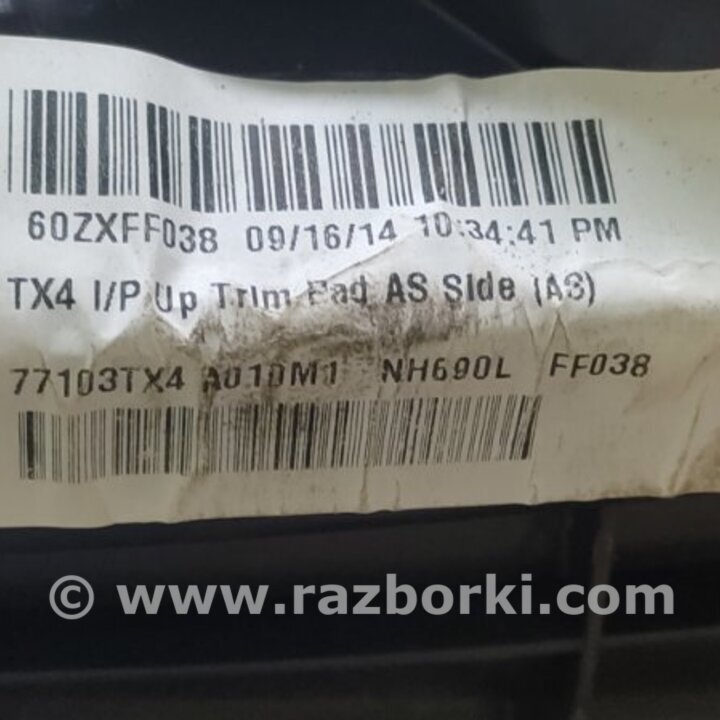 60ZXFF038 09/16/14 10:34:41 PM
TX4 I/P Up Trim Pad AS Side (AS)
77103TX4 A010M1 NH690L FF038
© www.razborki.com